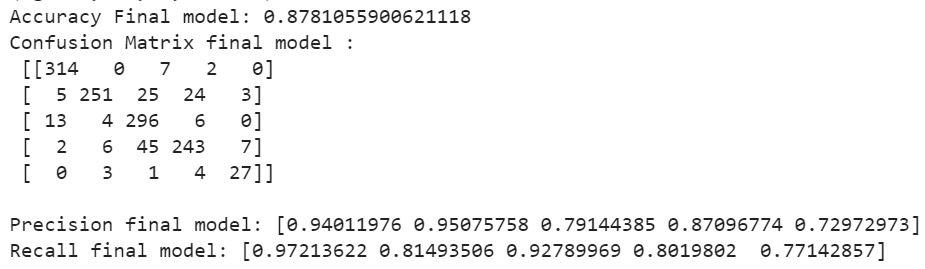 Accuracy Final model: 0.8781055900621118
Confusion Matrix final model :
[[314   0   7   2   0]
[  5 251  25  24   3]
[ 13   4 296   6   0]
[  2   6  45 243   7]
[  0   3   1   4  27]]
Precision final model: [0.94011976 0.95075758 0.79144385 0.87096774 0.72972973]
Recall final model: [0.97213622 0.81493506 0.92789969 0.8019802  0.77142857]